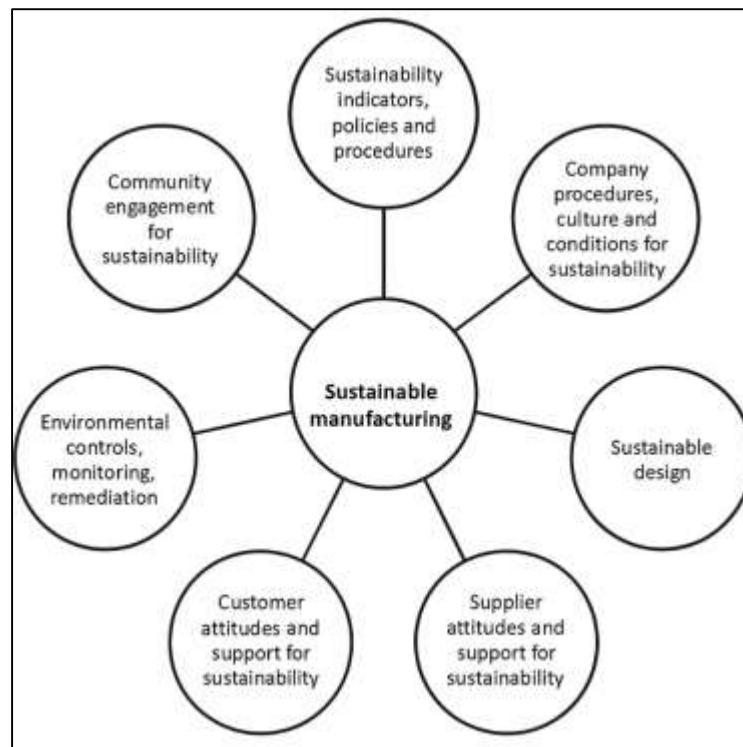 Sustainability
indicators,
policies and
procedures
Company
procedures,
culture and
conditions for
sustainability
Community
engagement
for
sustainability
Sustainable
manufacturing
Environmental
controls,
monitoring,
remediation
Sustainable
design
Customer
attitudes and
support for
sustainability
Supplier
attitudes and
support for
sustainability